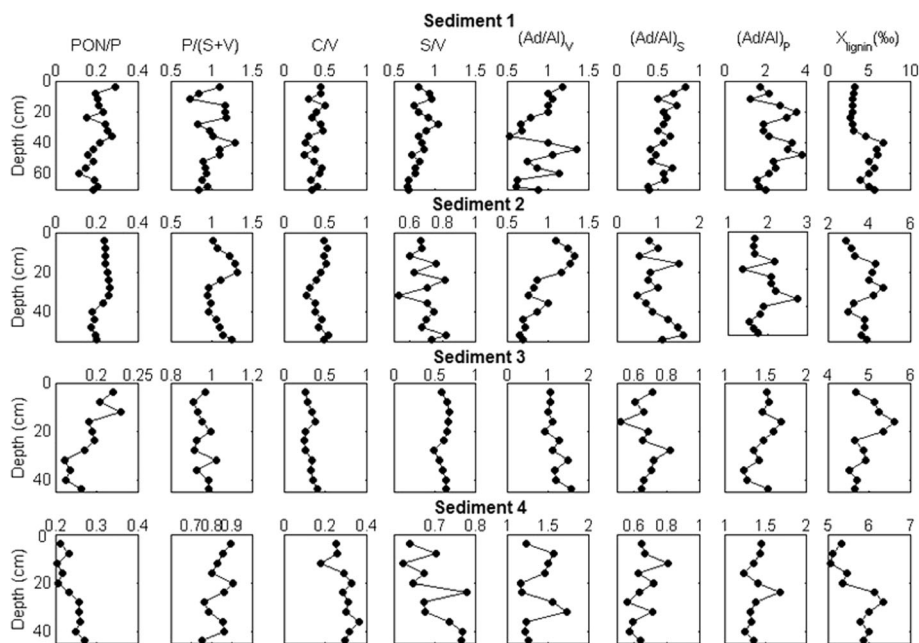 Sediment 1
PON/P P/(S+V) C/V S/V (Ad/Al)V (Ad/Al)S (Ad/Al)P Xlignin(‰)
0 0.2 0.4 0.5 1 1.5 0 0.5 1 0 0.5 1 1.5 0.5 1 1.5 0 0.5 1 0 2 4 0 5 10
0
20
40
60
Depth (cm)
Sediment 2
0 0.2 0.4 0.5 1 1.5 0 0.5 1 0.6 0.8 1 0 1 2 0 1 2 1 2 3 2 4 6
0
20
40
Depth (cm)
Sediment 3
0.2 0.25 0.8 1 1.2 0 0.5 1 0 0.5 1 0 1 2 0.6 0.8 1 1 1.5 2 4 5 6
0
20
40
Depth (cm)
Sediment 4
0.2 0.3 0.4 0.7 0.8 0.9 0 0.2 0.4 0.7 0.8 1 1.5 2 0.6 0.8 1 1 1.5 2 5 6 7
0
20
40
Depth (cm)